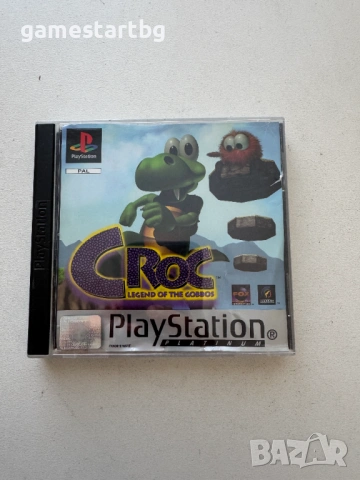 gamestartbg
PlayStation
PAL
PlayStation
CROC
LEGEND OF THE GOBBOS
PlayStation®
PLATINUM
BAZAR